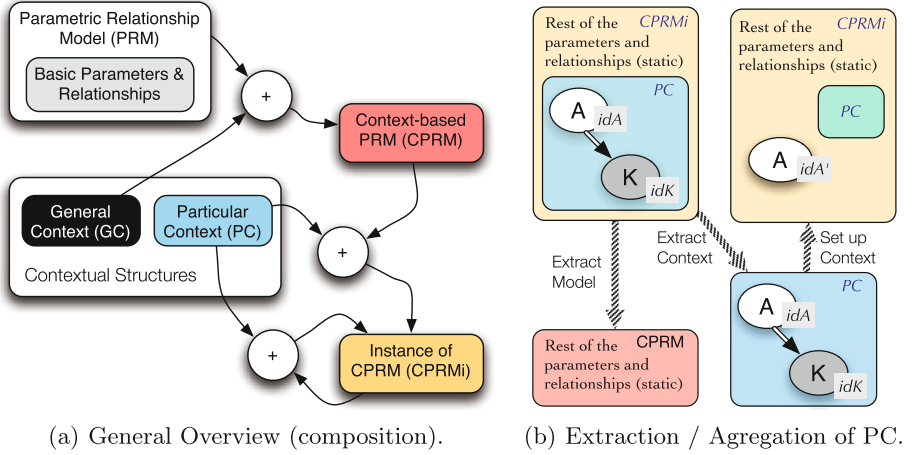 Parametric Relationship
Model (PRM)
Basic Parameters &
Relationships
+
Context-based
PRM (CPRM)
General
Context (GC)
Particular
Context (PC)
Contextual Structures
+
+
Instance of
CPRM (CPRMi)
(a) General Overview (composition).
Rest of the CPRMi
parameters and
relationships (static)
PC
A
idA
K
idK
Rest of the CPRMi
parameters and
relationships (static)
PC
A
idA'
Extract
Model
Extract
Context
Set up
Context
Rest of the CPRM
parameters and
relationships (static)
PC
A
idA
K
idK
(b) Extraction / Agregation of PC.